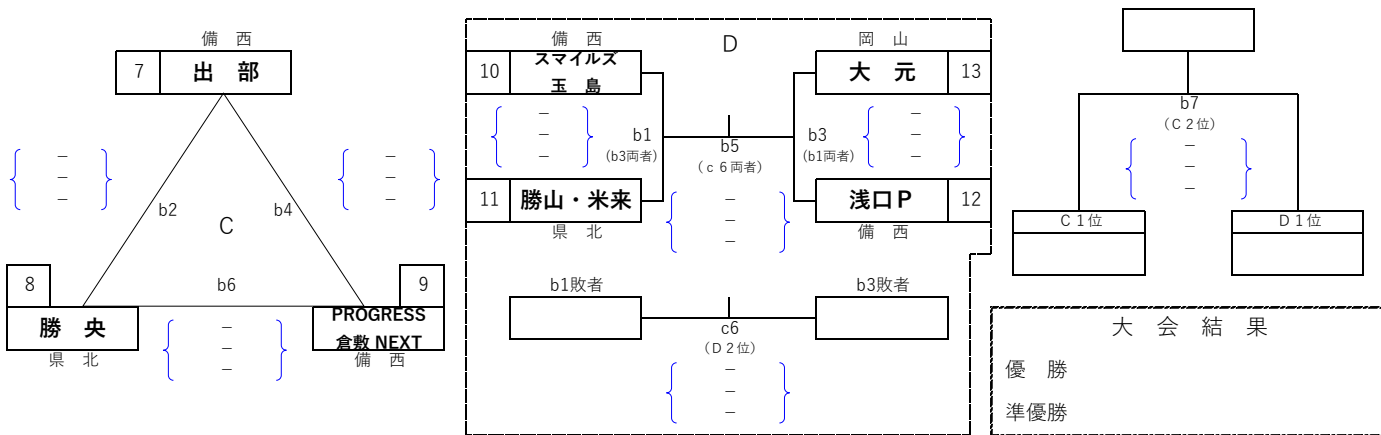 備 西
7 出 部
{ － }
{ － }
{ － }
b2
b4
C
{ － }
{ － }
{ － }
8
勝 央
県 北
b6
{ － }
{ － }
{ － }
9
PROGRESS
倉敷 NEXT
備 西
D
備 西
10 スマイルズ
玉 島
－
－
－
b1
(b3両者)
11 勝山・米来
県 北
b5
(ｃ６両者)
－
－
－
岡 山
大 元 13
b3
(b1両者)
－
－
－
浅口Ｐ 12
備 西
b1敗者
b3敗者
c6
(Ｄ２位)
－
－
－
b7
(Ｃ２位)
－
－
－
Ｃ１位
Ｄ１位
大 会 結 果
優 勝
準優勝